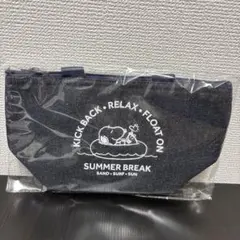 KICK BACK • RELAX • FLOAT ON
SUMMER BREAK
SAND • SURF • SUN